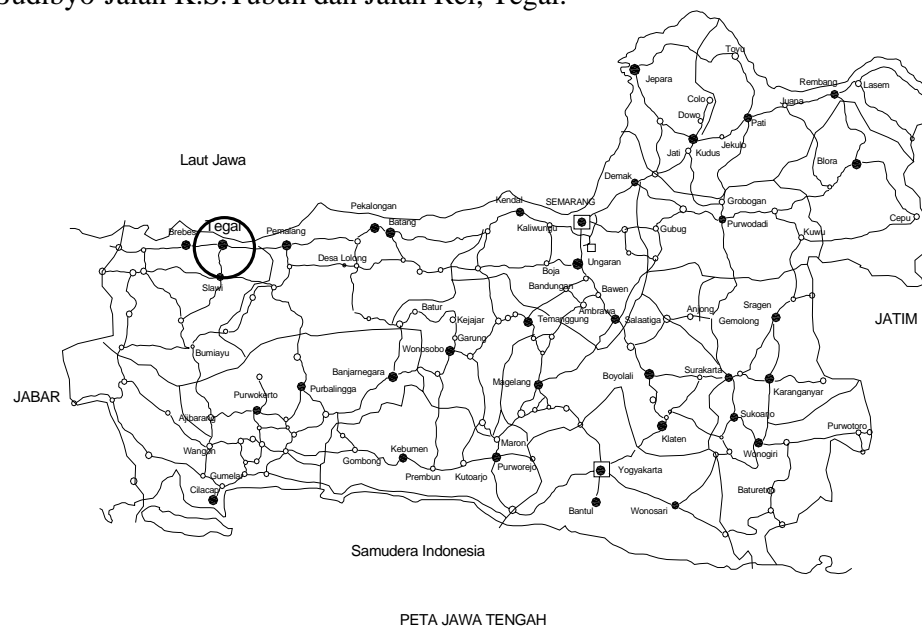 Sudibyo-Jalan K.S.Tubun dan Jalan Rel, Tegal.
Toyu
Jepara
Rembang
Lasem
Colo
Juana
Dowo
Pati
Jati
Kudus
Jekulo
Blora
Laut Jawa
Demak
Grobogan
Pekalongan
Kendal
SEMARANG
Purwodadi
Cepu
Tegal
Batang
Kaliwungu
Gubug
Kuwu
Brebes
Pemalang
Desa Lolong
Ungaran
Boja
Slawi
Bandungan
Bawen
Batur
Ambrawa
Anjong
Sragen
Kejajar
Temanggung
Salaatiga
Gemolong
JATIM
Garung
Bumiayu
Wonosobo
Banjarnegara
Magelang
Boyolali
Surakarta
JABAR
Purwokerto
Purbalingga
Karanganyar
Ajibarang
Sukoarjo
Klaten
Purwotoro
Wangon
Kebumen
Maron
Wonogiri
Gombong
Purworejo
Gumelar
Prembun
Kutoarjo
Yogyakarta
Cilacap
Baturetno
Bantul
Wonosari
Samudera Indonesia
PETA JAWA TENGAH